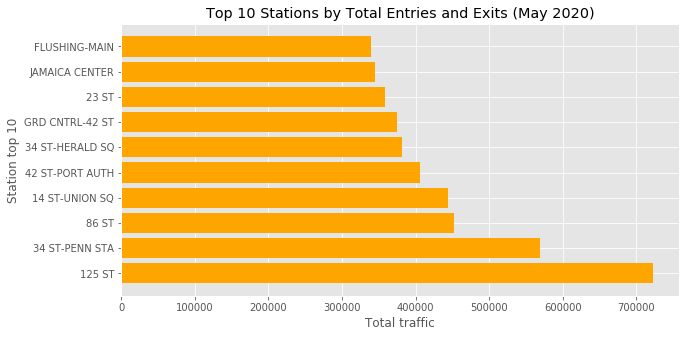 Top 10 Stations by Total Entries and Exits (May 2020)
Station top 10
FLUSHING-MAIN
JAMAICA CENTER
23 ST
GRD CNTRL-42 ST
34 ST-HERALD SQ
42 ST-PORT AUTH
14 ST-UNION SQ
86 ST
34 ST-PENN STA
125 ST
0 100000 200000 300000 400000 500000 600000 700000
Total traffic